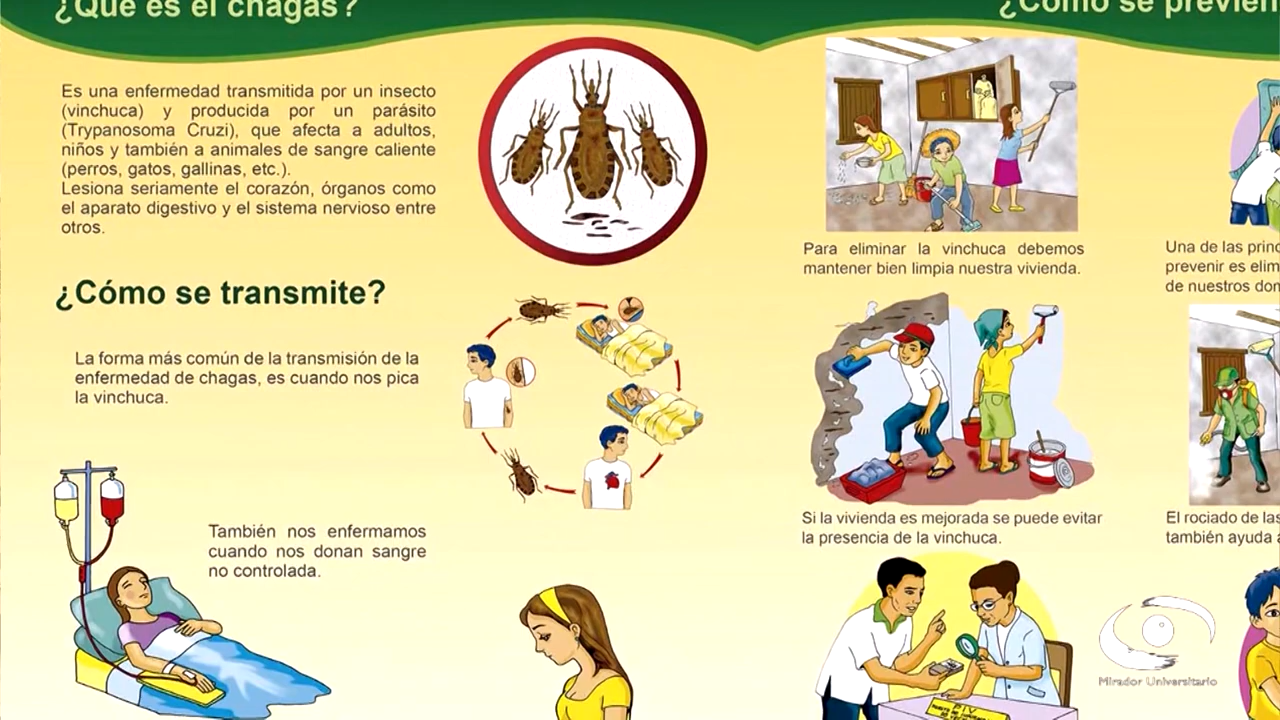 ¿Qué es el chagas?
Es una enfermedad transmitida por un insecto
(vinchuca) y producida por un parásito
(Trypanosoma Cruzi), que afecta a adultos,
niños y también a animales de sangre caliente
(perros, gatos, gallinas, etc.).
Lesiona seriamente el corazón, órganos como
el aparato digestivo y el sistema nervioso entre
otros.
¿Cómo se transmite?
La forma más común de la transmisión de la
enfermedad de chagas, es cuando nos pica
la vinchuca.
También nos enfermamos
cuando nos donan sangre
no controlada.
¿Cómo se previen
Para eliminar la vinchuca debemos
mantener bien limpia nuestra vivienda.
Si la vivienda es mejorada se puede evitar
la presencia de la vinchuca.
Una de las princ
prevenir es elim
de nuestros dom
El rociado de las
también ayuda a
P.I.V.
Mirador Universitario